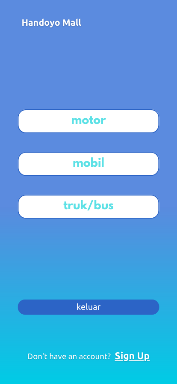 Handoyo Mall
motor
mobil
truk/bus
keluar
Don't have an account? Sign Up